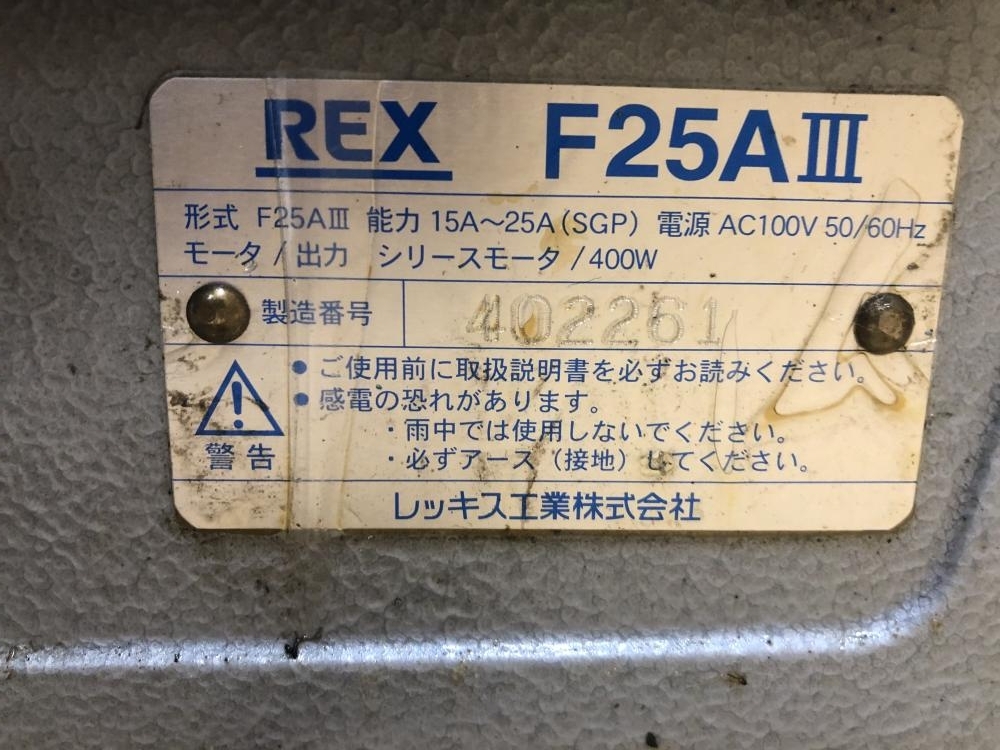 REX F25AⅢ
形式 F25AⅢ 能力 15A～25A(SGP) 電源 AC100V 50/60Hz
モータ / 出力 シリースモータ / 400W
製造番号 402261
・ご使用前に取扱説明書を必ずお読みください。
・感電の恐れがあります。
・雨中では使用しないでください。
・必ずアース（接地）してください。
警告
レッキス工業株式会社